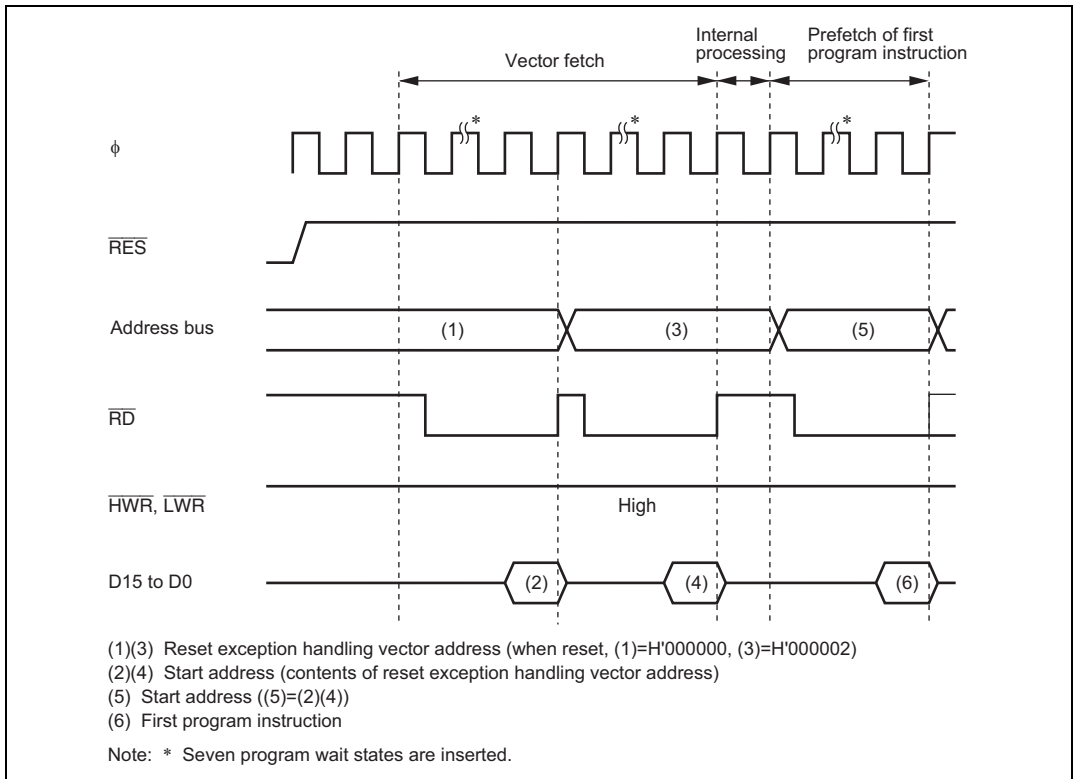 Vector fetch
Internal
processing
Prefetch of first
program instruction
ϕ
*
*
*
RES
Address bus
(1)
(3)
(5)
RD
HWR, LWR
High
D15 to D0
(2)
(4)
(6)
(1)(3) Reset exception handling vector address (when reset, (1)=H'000000, (3)=H'000002)
(2)(4) Start address (contents of reset exception handling vector address)
(5) Start address ((5)=(2)(4))
(6) First program instruction
Note: * Seven program wait states are inserted.